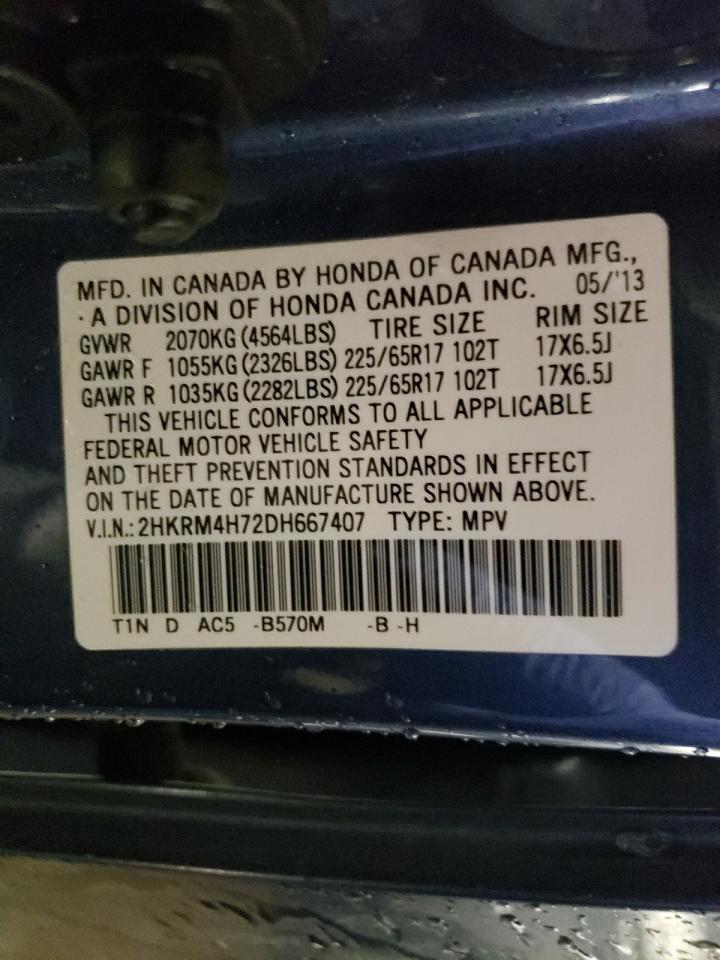 MFD. IN CANADA BY HONDA OF CANADA MFG.,
·A DIVISION OF HONDA CANADA INC. 05/'13
GVWR 2070KG(4564LBS) TIRE SIZE RIM SIZE
GAWR F 1055KG(2326LBS) 225/65R17 102T 17X6.5J
GAWR R 1035KG(2282LBS) 225/65R17 102T 17X6.5J
THIS VEHICLE CONFORMS TO ALL APPLICABLE
FEDERAL MOTOR VEHICLE SAFETY
AND THEFT PREVENTION STANDARDS IN EFFECT
ON THE DATE OF MANUFACTURE SHOWN ABOVE.
V.I.N.: 2HKRM4H72DH667407 TYPE: MPV
T1N D AC5 -B570M -B -H